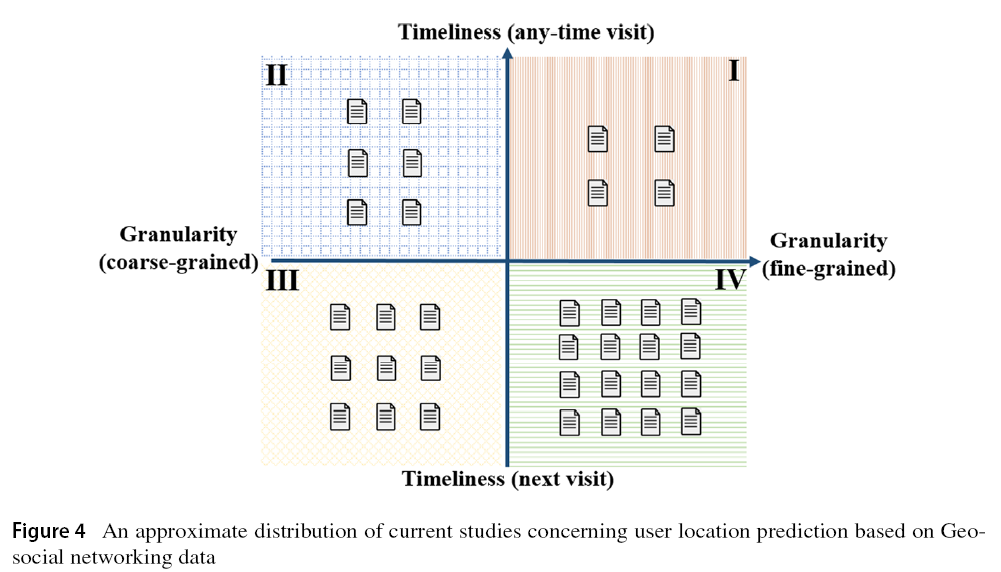 Timeliness (any-time visit)
II
I
Granularity
(coarse-grained)
Granularity
(fine-grained)
III
IV
Timeliness (next visit)
Figure 4 An approximate distribution of current studies concerning user location prediction based on Geo-
social networking data